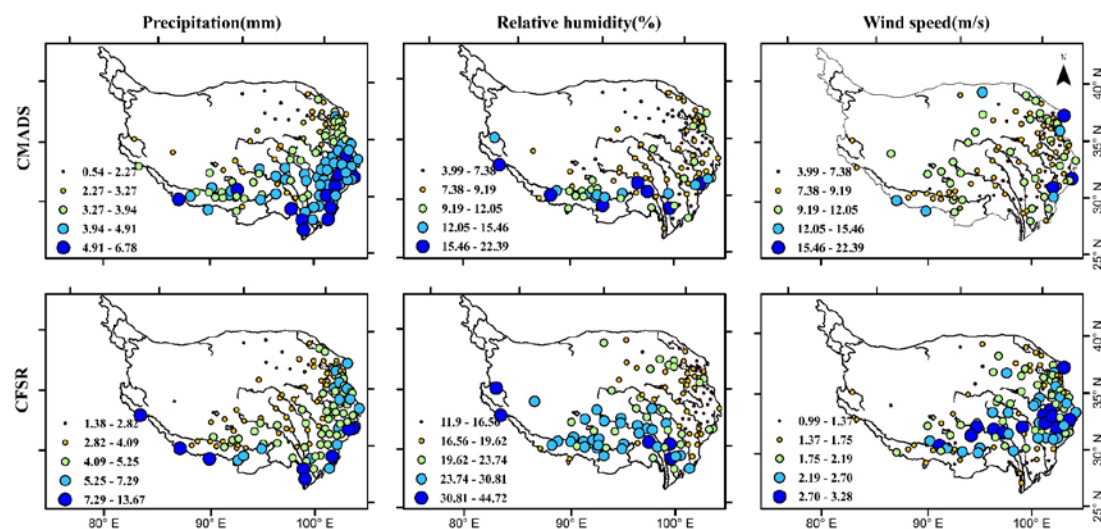 Precipitation(mm)
Relative humidity(%)
Wind speed(m/s)
CMADS
0.54 - 2.27
2.27 - 3.27
3.27 - 3.94
3.94 - 4.91
4.91 - 6.78
3.99 - 7.38
7.38 - 9.19
9.19 - 12.05
12.05 - 15.46
15.46 - 22.39
3.99 - 7.38
7.38 - 9.19
9.19 - 12.05
12.05 - 15.46
15.46 - 22.39
N
40° N
35° N
30° N
25° N
CFSR
1.38 - 2.82
2.82 - 4.09
4.09 - 5.25
5.25 - 7.29
7.29 - 13.67
11.9 - 16.56
16.56 - 19.62
19.62 - 23.74
23.74 - 30.81
30.81 - 44.72
0.99 - 1.37
1.37 - 1.75
1.75 - 2.19
2.19 - 2.70
2.70 - 3.28
40° N
35° N
30° N
25° N
80° E 90° E 100° E
80° E 90° E 100° E
80° E 90° E 100° E